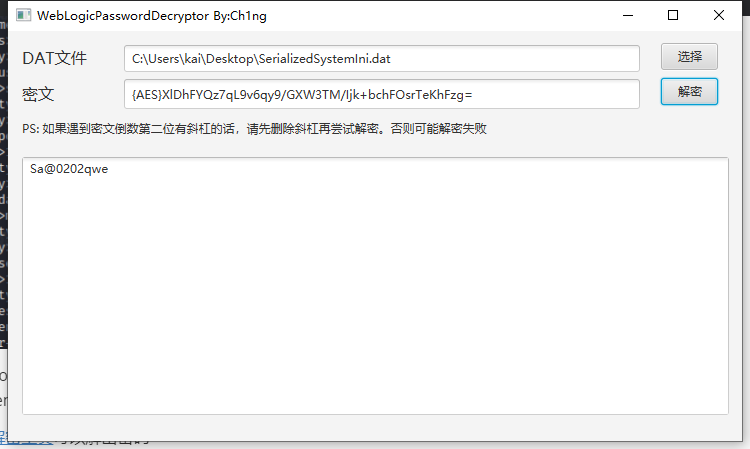 WebLogicPasswordDecryptor By:Ch1ng
DAT文件
C:\Users\kai\Desktop\SerializedSystemIni.dat
选择
密文
{AES}XlDhFYQz7qL9v6qy9/GXW3TM/Ijk+bchFOsrTeKhFzg=
解密
PS: 如果遇到密文倒数第二位有斜杠的话，请先删除斜杠再尝试解密。否则可能解密失败
Sa@0202qwe